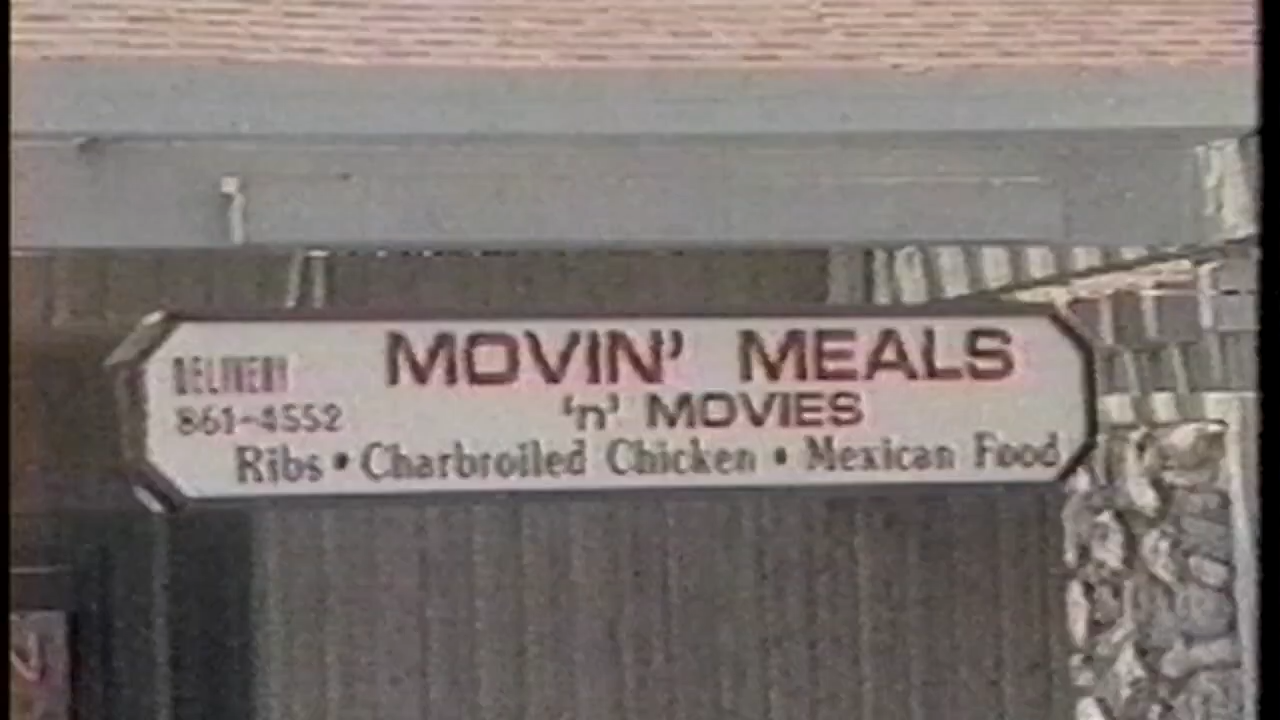 MOVIN' MEALS
'n' MOVIES
DELIVERY
861-4552
Ribs • Charbroiled Chicken • Mexican Food